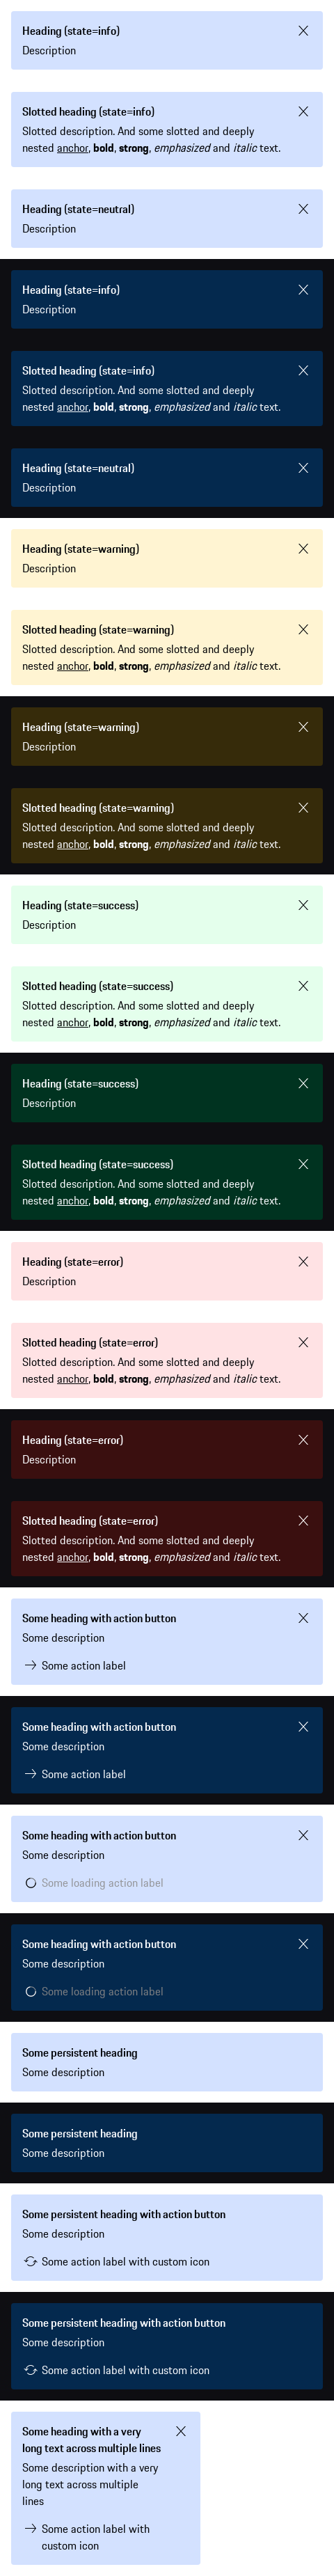 Heading (state=info)
Description
Slotted heading (state=info)
Slotted description. And some slotted and deeply
nested anchor, bold, strong, emphasized and italic text.
Heading (state=neutral)
Description
Heading (state=info)
Description
Slotted heading (state=info)
Slotted description. And some slotted and deeply
nested anchor, bold, strong, emphasized and italic text.
Heading (state=neutral)
Description
Heading (state=warning)
Description
Slotted heading (state=warning)
Slotted description. And some slotted and deeply
nested anchor, bold, strong, emphasized and italic text.
Heading (state=warning)
Description
Slotted heading (state=warning)
Slotted description. And some slotted and deeply
nested anchor, bold, strong, emphasized and italic text.
Heading (state=success)
Description
Slotted heading (state=success)
Slotted description. And some slotted and deeply
nested anchor, bold, strong, emphasized and italic text.
Heading (state=success)
Description
Slotted heading (state=success)
Slotted description. And some slotted and deeply
nested anchor, bold, strong, emphasized and italic text.
Heading (state=error)
Description
Slotted heading (state=error)
Slotted description. And some slotted and deeply
nested anchor, bold, strong, emphasized and italic text.
Heading (state=error)
Description
Slotted heading (state=error)
Slotted description. And some slotted and deeply
nested anchor, bold, strong, emphasized and italic text.
Some heading with action button
Some description
Some action label
Some heading with action button
Some description
Some action label
Some heading with action button
Some description
Some loading action label
Some heading with action button
Some description
Some loading action label
Some persistent heading
Some description
Some persistent heading
Some description
Some persistent heading with action button
Some description
Some action label with custom icon
Some persistent heading with action button
Some description
Some action label with custom icon
Some heading with a very
long text across multiple lines
Some description with a very
long text across multiple
lines
Some action label with
custom icon